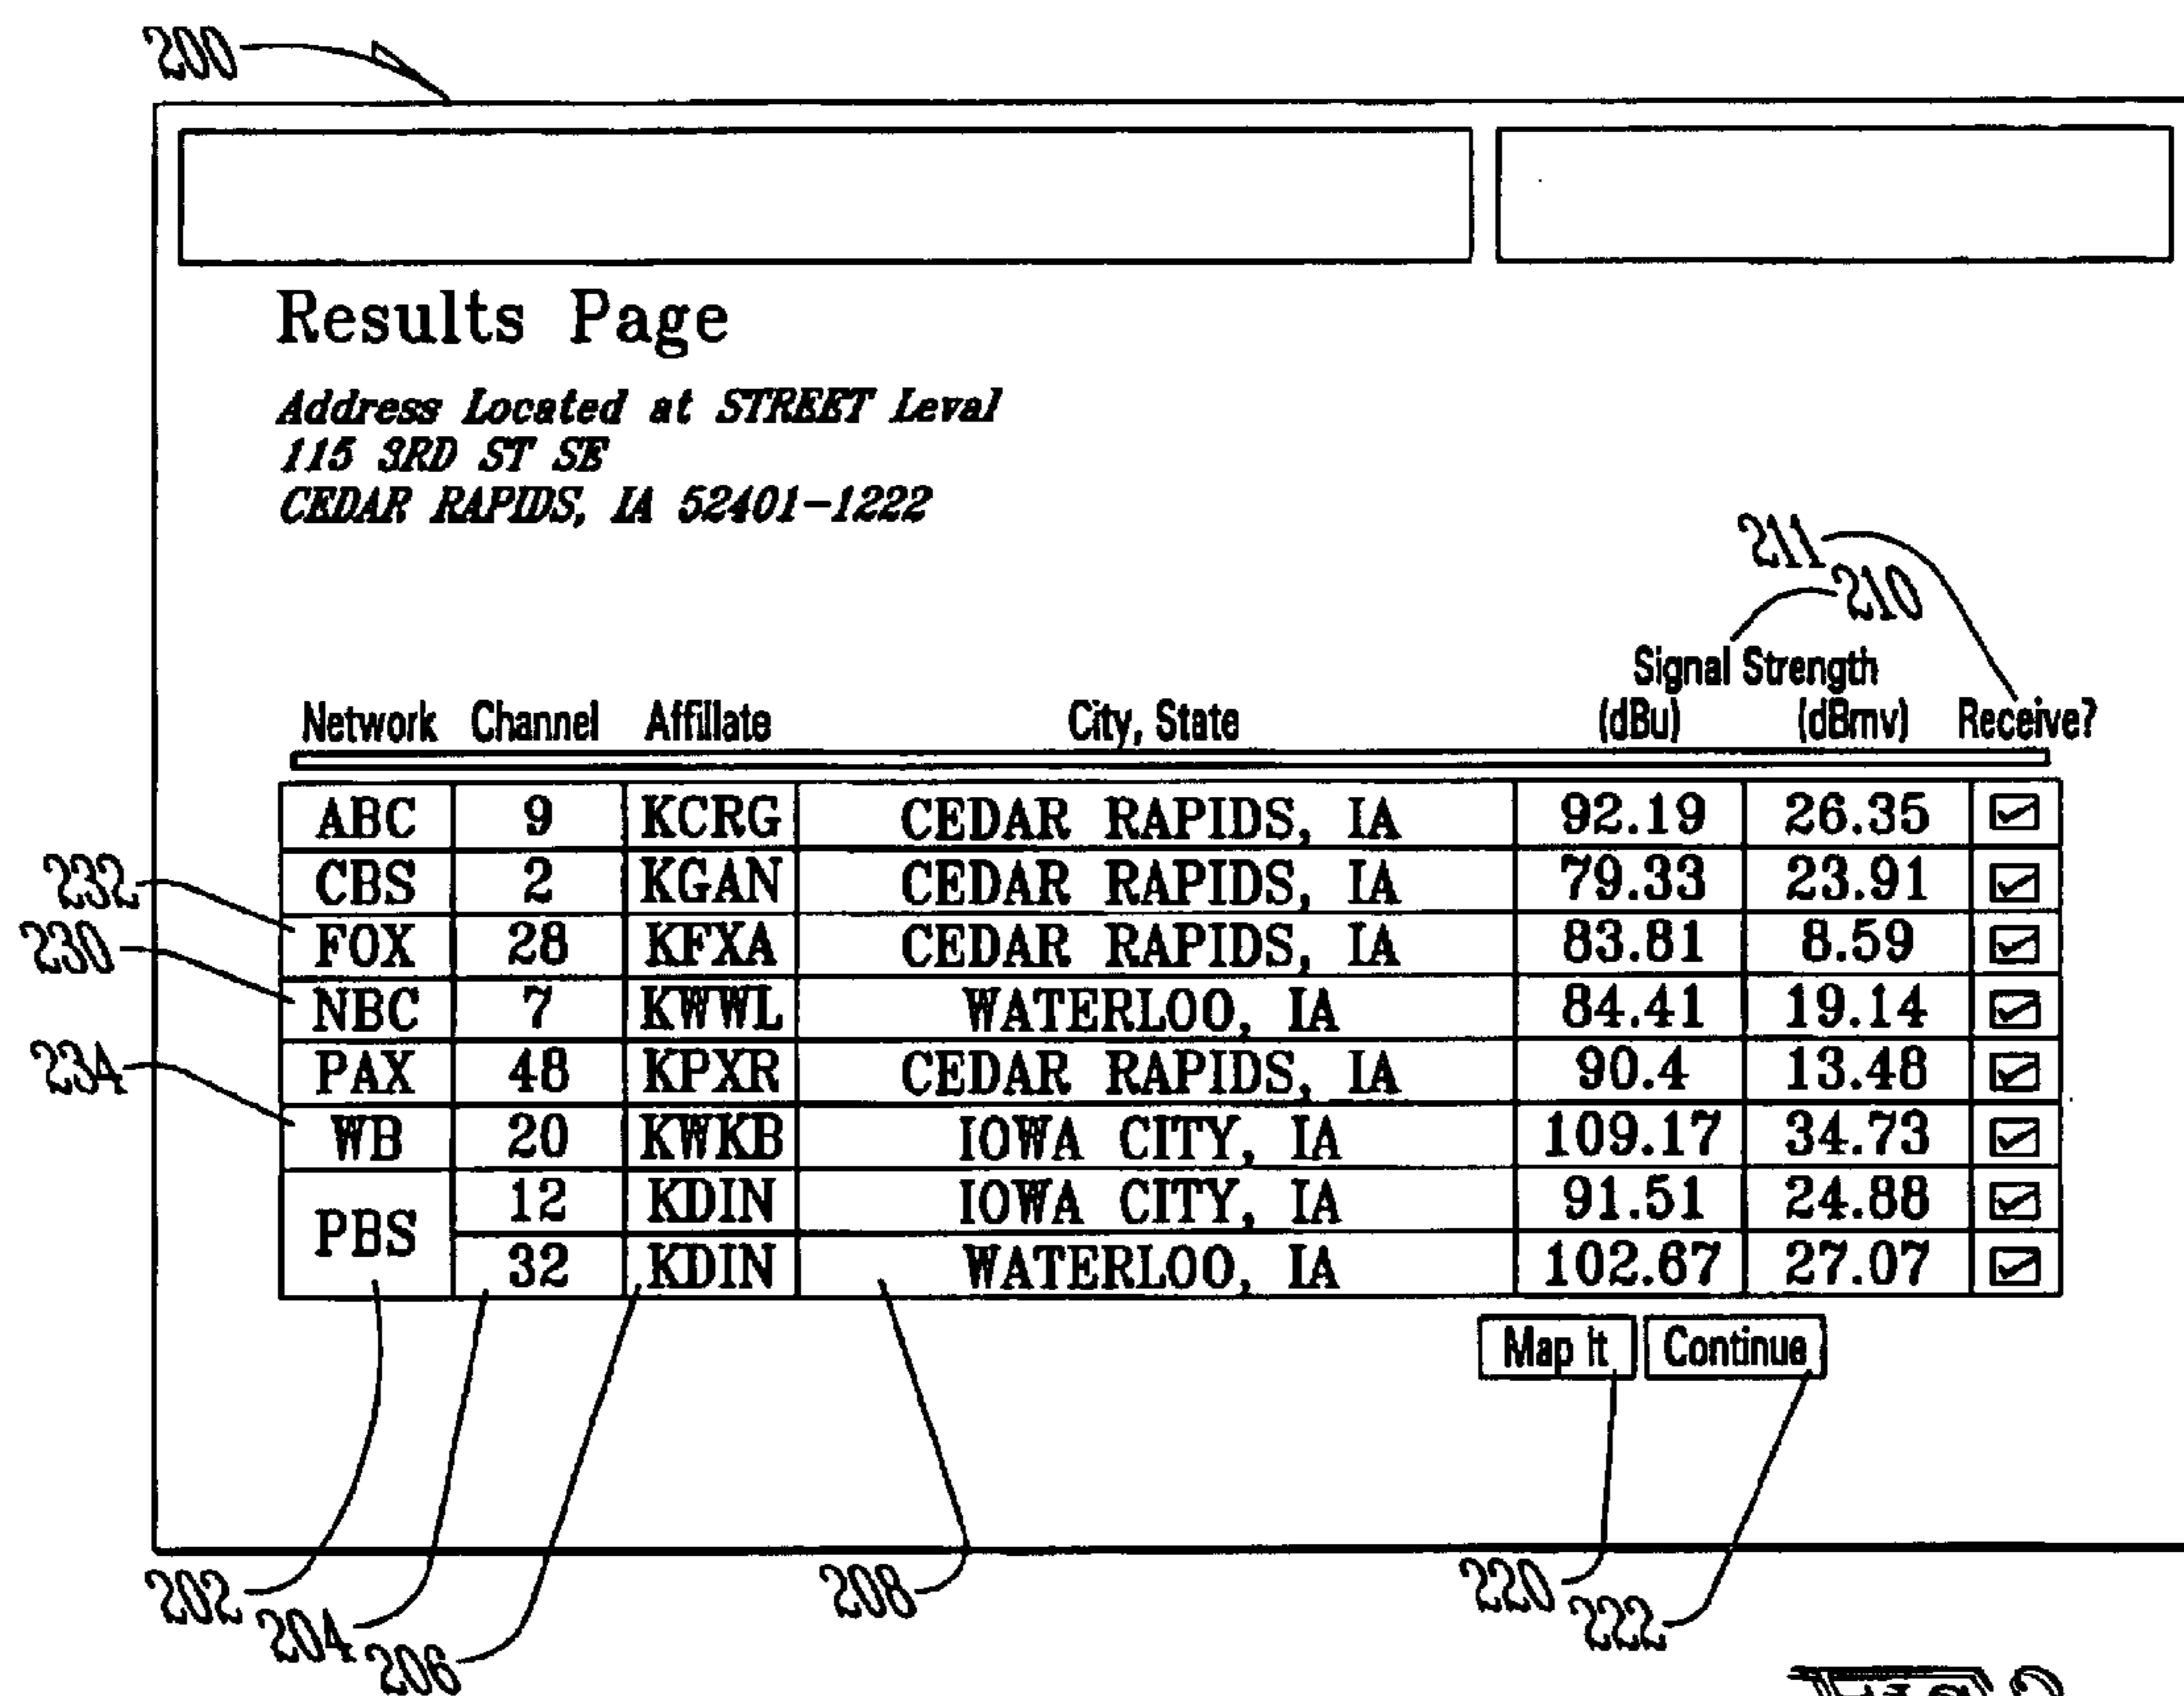 200
Results Page
Address Located at STREET Leval
115 3RD ST SE
CEDAR RAPIDS, IA 52401-1222
211
210
Signal Strength
Network Channel Affiliate City, State (dBu) (dBmv) Receive?
ABC 9 KCRG CEDAR RAPIDS, IA 92.19 26.35
232 CBS 2 KGAN CEDAR RAPIDS, IA 79.33 23.91
230 FOX 28 KFXA CEDAR RAPIDS, IA 83.81 8.59
NBC 7 KWWL WATERLOO, IA 84.41 19.14
234 PAX 48 KPXR CEDAR RAPIDS, IA 90.4 13.48
WB 20 KWKB IOWA CITY, IA 109.17 34.73
PBS 12 KDIN IOWA CITY, IA 91.51 24.88
32 KDIN WATERLOO, IA 102.67 27.07
Map it Continue
202 204 206 208 220 222